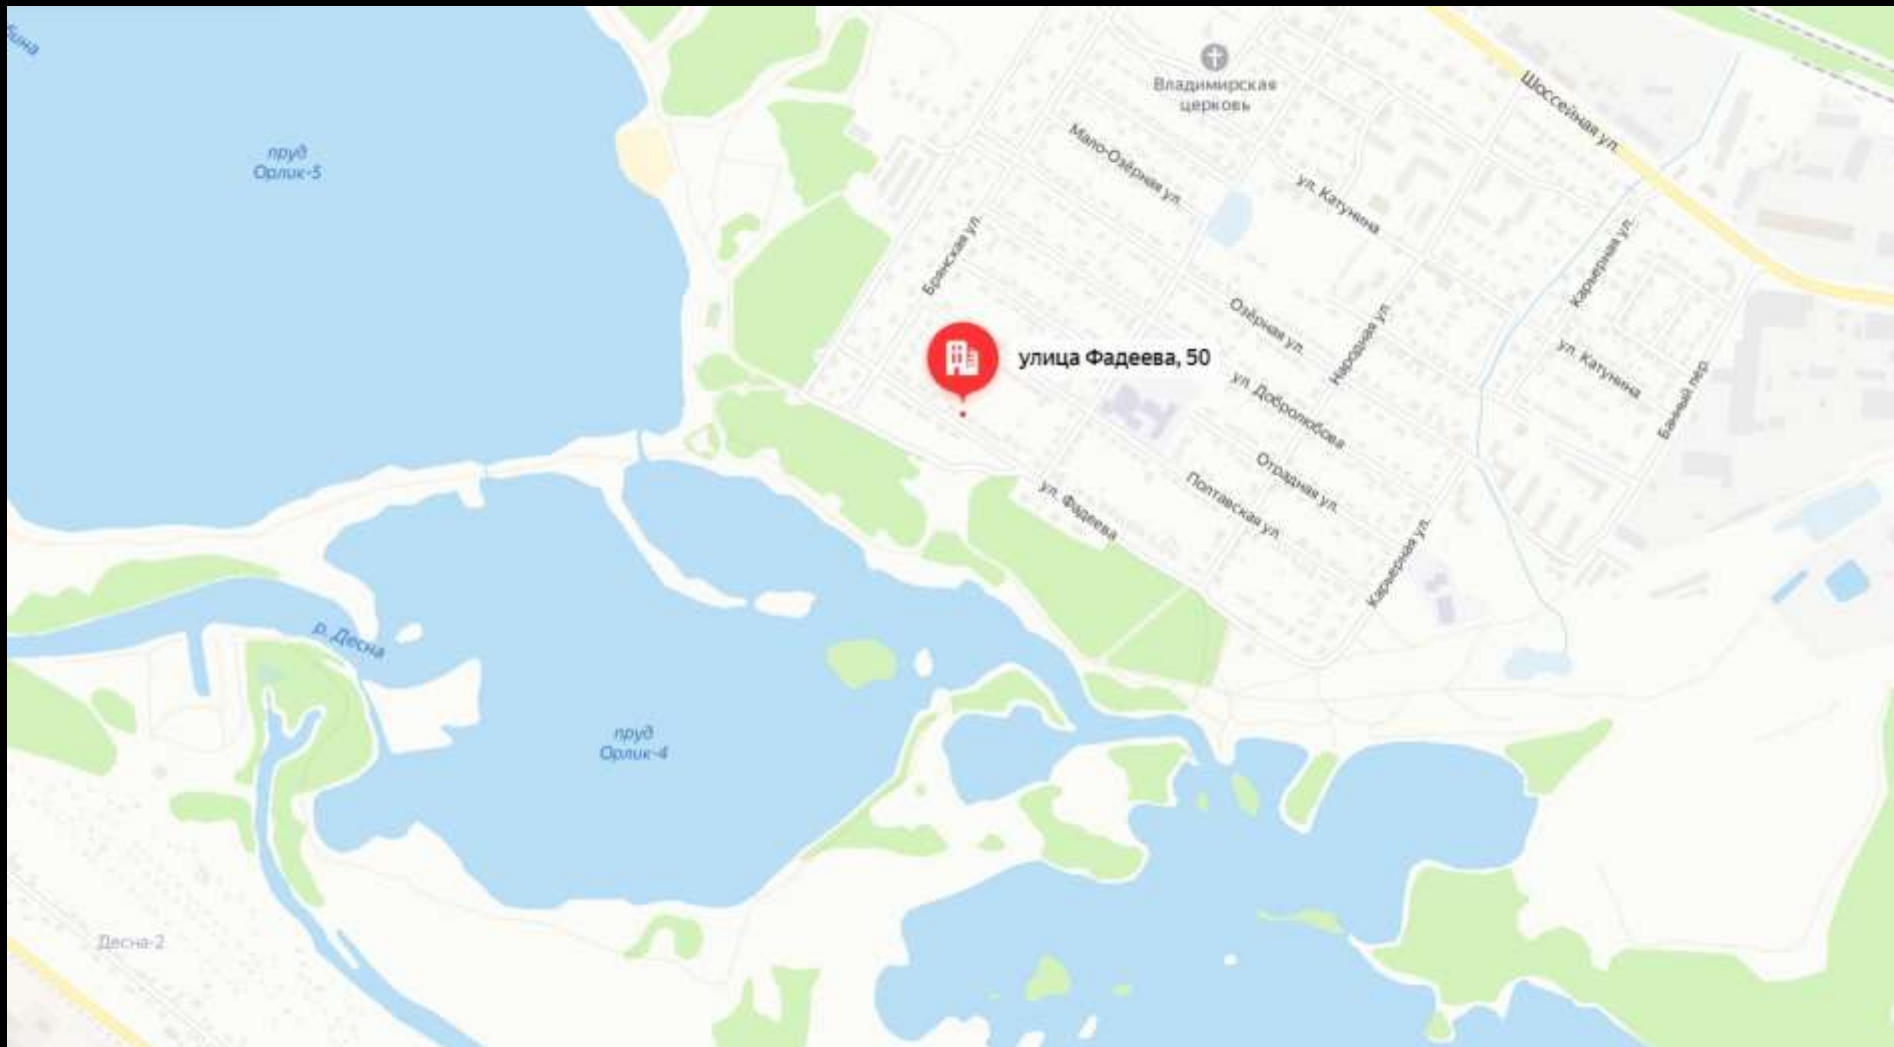 Владимирская
церковь
Шоссейная ул.
Мало-Озёрная ул.
ул. Катунина
пруд
Орлик-5
Брянская ул.
Карьерная ул.
Озёрная ул.
Народная ул.
улица Фадеева, 50
ул. Катунина
ул. Добролюбова
Банный пер.
Отрадная ул.
ул. Фадеева
Полтавская ул.
Карьерная ул.
р. Десна
пруд
Орлик-4
Десна-2